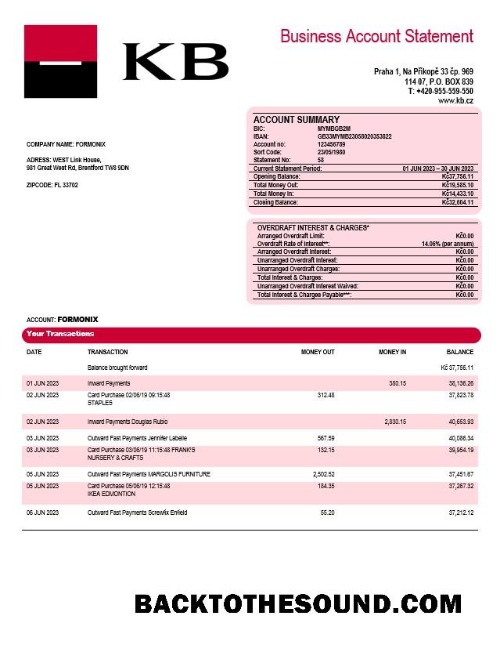 KB
Business Account Statement
Praha 1, Na Příkopě 33 čp. 969
114 07, P.O. BOX 839
T: +420-955-559-550
www.kb.cz
ACCOUNT SUMMARY
BIC: MYMBGB2M
IBAN: GB33MYMB23058020353022
Account no: 123456789
Sort Code: 23/05/1980
Statement No: 58
Current Statement Period: 01 JUN 2023 – 30 JUN 2023
Opening Balance: Kč37,756.11
Total Money Out: Kč19,585.10
Total Money In: Kč14,433.10
Closing Balance: Kč32,604.11
COMPANY NAME: FORMONIX
ADRESS: WEST Link House,
981 Great West Rd, Brentford TW8 9DN
ZIPCODE: FL 33702
OVERDRAFT INTEREST & CHARGES*
Arranged Overdraft Limit: Kč0.00
Overdraft Rate of Interest**: 14.06% (per annum)
Arranged Overdraft Interest: Kč0.00
Unarranged Overdraft Interest: Kč0.00
Unarranged Overdraft Charges: Kč0.00
Total Interest & Charges: Kč0.00
Unarranged Overdraft Interest Waived: Kč0.00
Total Interest & Charges Payable***: Kč0.00
ACCOUNT: FORMONIX
Your Transactions
DATE TRANSACTION MONEY OUT MONEY IN BALANCE
Balance brought forward Kč 37,756.11
01 JUN 2023 Inward Payments 380.15 38,136.26
02 JUN 2023 Card Purchase 02/06/19 09:15:48 312.48 37,823.78
STAPLES
02 JUN 2023 Inward Payments Douglas Rubio 2,830.15 40,653.93
03 JUN 2023 Outward Fast Payments Jennifer Labelle 567.59 40,086.34
03 JUN 2023 Card Purchase 03/06/19 11:15:48 FRANK'S 132.15 39,954.19
NURSERY & CRAFTS
05 JUN 2023 Outward Fast Payments MARGOLIS FURNITURE 2,502.52 37,451.67
05 JUN 2023 Card Purchase 05/06/19 12:15:48 184.35 37,267.32
IKEA EDMONTION
06 JUN 2023 Outward Fast Payments Screwfix Enfield 55.20 37,212.12
BACKTOTHESOUND.COM